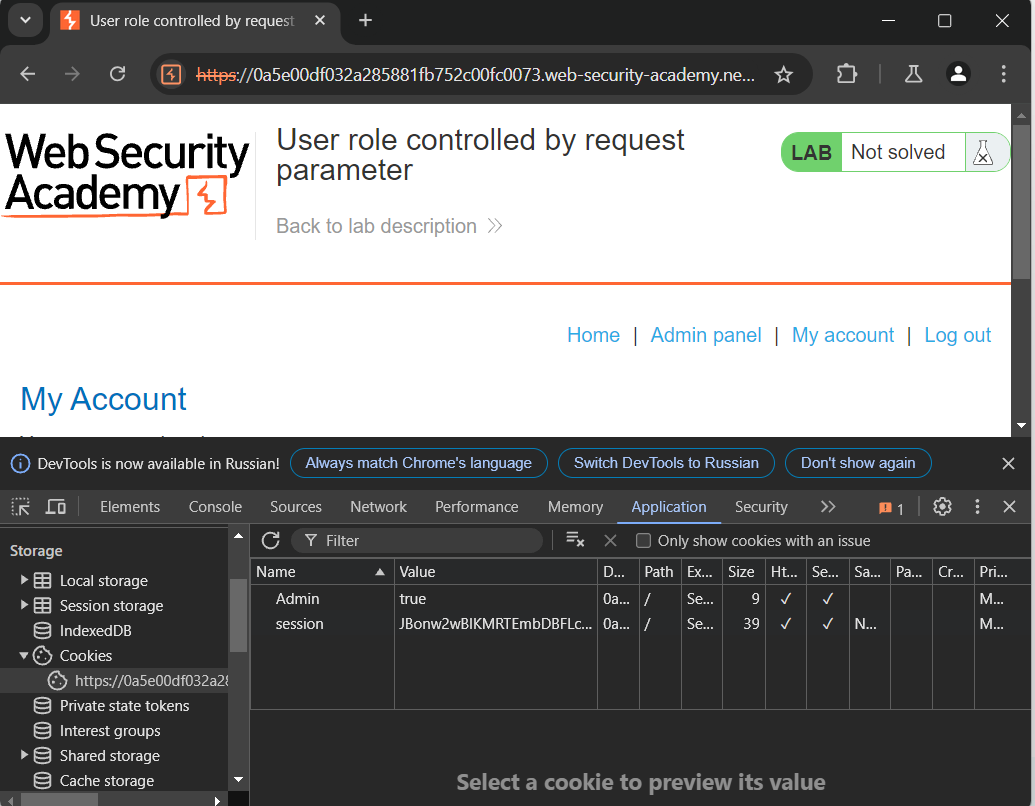 User role controlled by request
https://0a5e00df032a285881fb752c00fc0073.web-security-academy.ne...
Web Security
Academy
User role controlled by request
parameter
LAB Not solved
Back to lab description
Home | Admin panel | My account | Log out
My Account
DevTools is now available in Russian! Always match Chrome's language Switch DevTools to Russian Don't show again
Elements Console Sources Network Performance Memory Application Security 1
Storage
Local storage
Session storage
IndexedDB
Cookies
https://0a5e00df032a28
Private state tokens
Interest groups
Shared storage
Cache storage
Filter Only show cookies with an issue
Name Value D... Path Ex... Size Ht... Se... Sa... Pa... Cr... Pri...
Admin true 0a... / Se... 9 ✓ ✓ M...
session JBonw2wBIKMRTEmbDBFLc... 0a... / Se... 39 ✓ ✓ N... M...
Select a cookie to preview its value